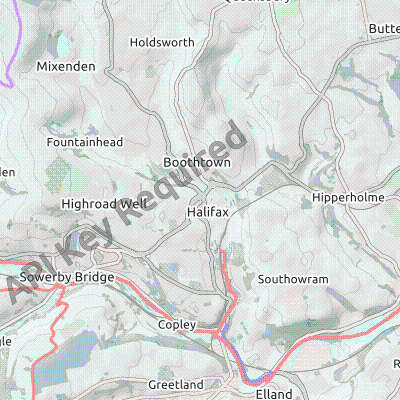 Holdsworth
Mixenden
Fountainhead
Boothtown
Highroad Well
Halifax
Hipperholme
API Key Required
Sowerby Bridge
Southowram
Copley
Greetland
Elland